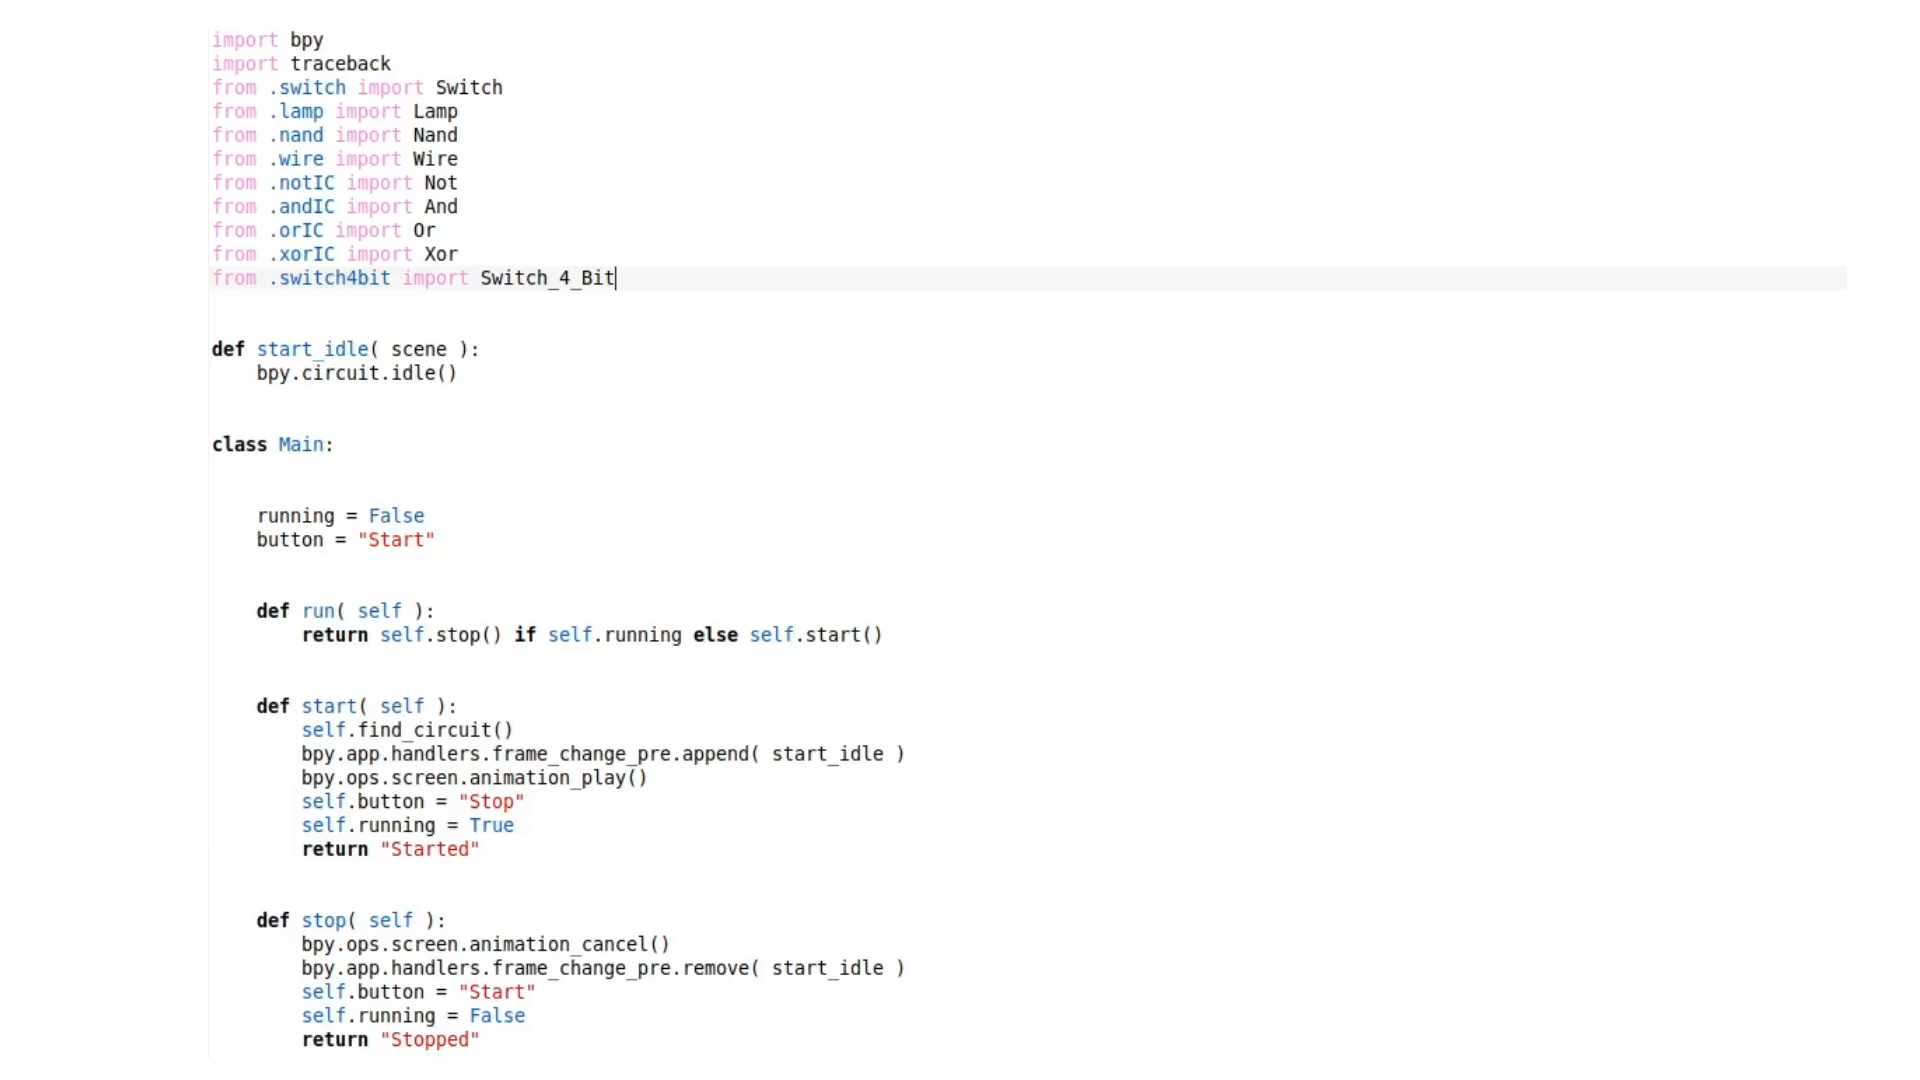 import bpy
import traceback
from .switch import Switch
from .lamp import Lamp
from .nand import Nand
from .wire import Wire
from .notIC import Not
from .andIC import And
from .orIC import Or
from .xorIC import Xor
from .switch4bit import Switch_4_Bit
def start_idle( scene ):
    bpy.circuit.idle()
class Main:
    running = False
    button = "Start"
    def run( self ):
        return self.stop() if self.running else self.start()
    def start( self ):
        self.find_circuit()
        bpy.app.handlers.frame_change_pre.append( start_idle )
        bpy.ops.screen.animation_play()
        self.button = "Stop"
        self.running = True
        return "Started"
    def stop( self ):
        bpy.ops.screen.animation_cancel()
        bpy.app.handlers.frame_change_pre.remove( start_idle )
        self.button = "Start"
        self.running = False
        return "Stopped"